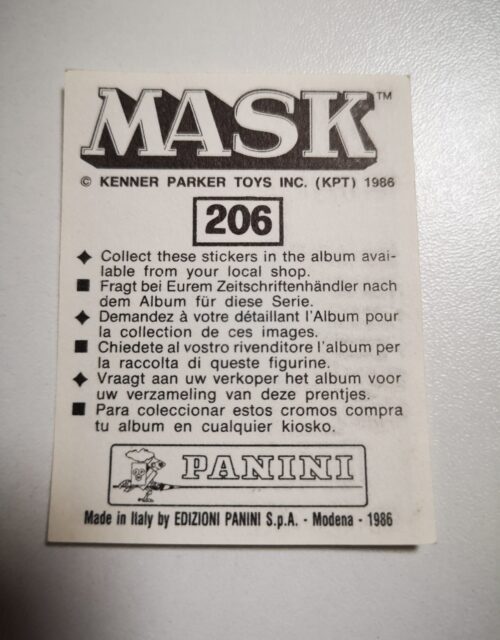 MASK™
© KENNER PARKER TOYS INC. (KPT) 1986
206
◆ Collect these stickers in the album avai-
lable from your local shop.
■ Fragt bei Eurem Zeitschriftenhändler nach
dem Album für diese Serie.
◆ Demandez à votre détaillant l'Album pour
la collection de ces images.
■ Chiedete al vostro rivenditore l'album per
la raccolta di queste figurine.
◆ Vraagt aan uw verkoper het album voor
uw verzameling van deze prentjes.
■ Para coleccionar estos cromos compra
tu album en cualquier kiosko.
PANINI
Made in Italy by EDIZIONI PANINI S.p.A. - Modena - 1986